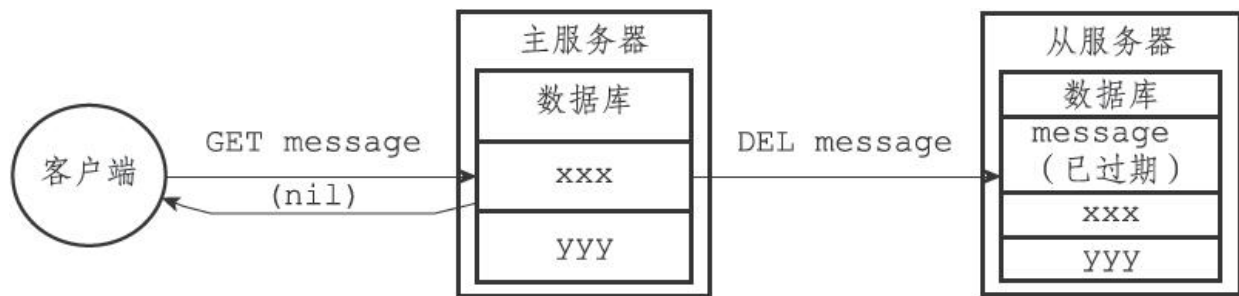 客户端
GET message
(nil)
主服务器
数据库
xxx
yyy
DEL message
从服务器
数据库
message
（已过期）
xxx
yyy